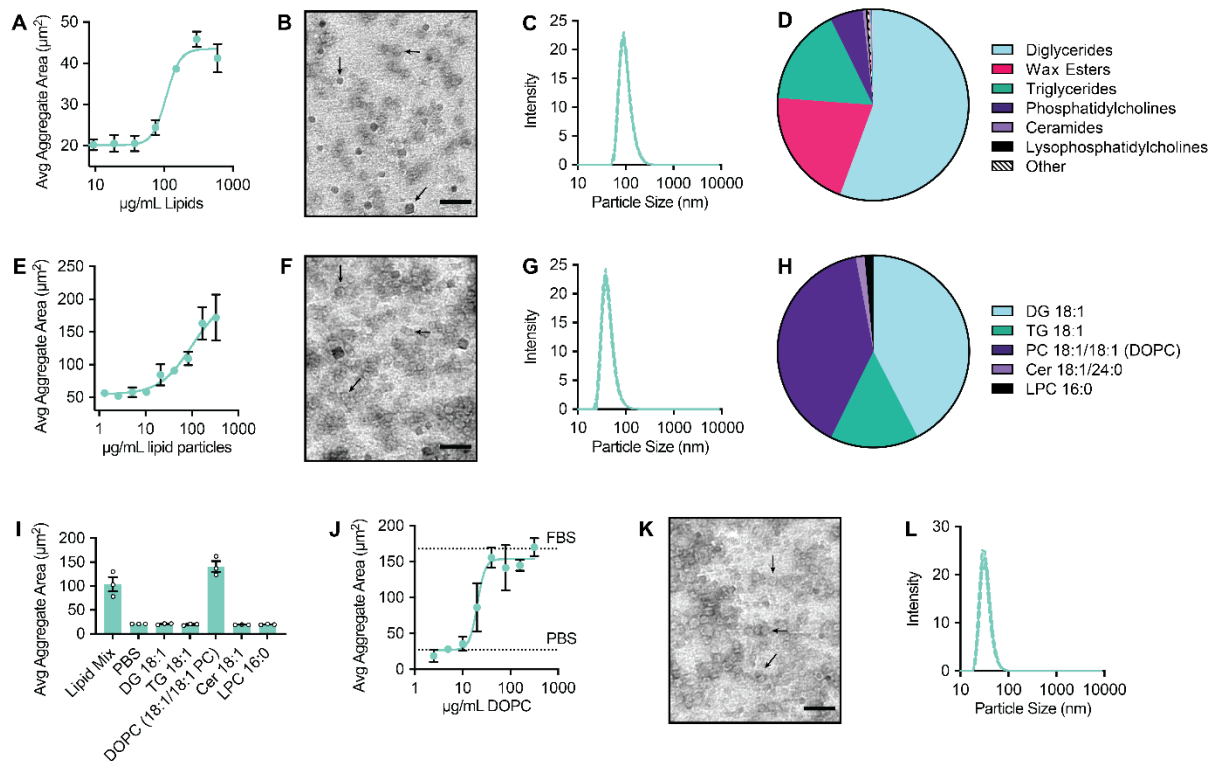 A
Avg Aggregate Area (µm²)
50
40
30
20
10
100
1000
µg/mL Lipids
B
C
Intensity
25
20
15
10
5
0
10
100
1000
10000
Particle Size (nm)
D
Diglycerides
Wax Esters
Triglycerides
Phosphatidylcholines
Ceramides
Lysophosphatidylcholines
Other
E
Avg Aggregate Area (µm²)
250
200
150
100
50
1
10
100
1000
µg/mL lipid particles
F
G
Intensity
25
20
15
10
5
0
10
100
1000
10000
Particle Size (nm)
H
DG 18:1
TG 18:1
PC 18:1/18:1 (DOPC)
Cer 18:1/24:0
LPC 16:0
I
Avg Aggregate Area (µm²)
200
150
100
50
0
Lipid Mix
PBS
DG 18:1
TG 18:1
DOPC (18:1/18:1 PC)
Cer 18:1
LPC 16:0
J
Avg Aggregate Area (µm²)
200
150
100
50
0
FBS
PBS
1
10
100
1000
µg/mL DOPC
K
L
Intensity
30
20
10
0
10
100
1000
10000
Particle Size (nm)